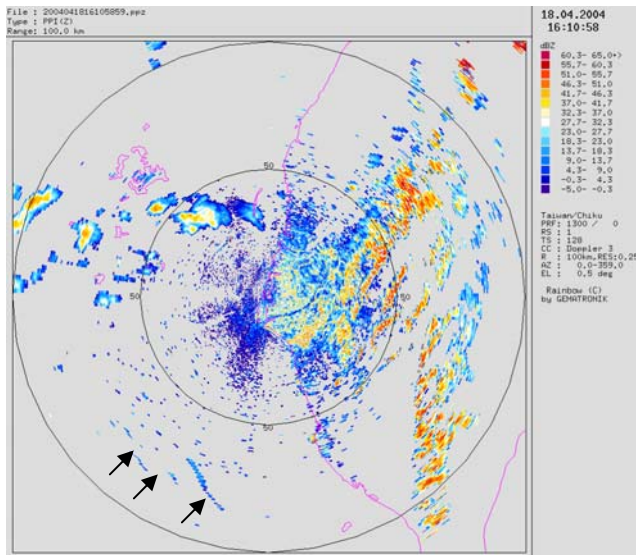 File : 2004041816105859.ppz
Type : PPI(Z)
Range: 100.0 km
18.04.2004
16:10:58
dBZ
60.3- 65.0+)
55.7- 60.3
51.0- 55.7
46.3- 51.0
41.7- 46.3
37.0- 41.7
32.3- 37.0
27.7- 32.3
23.0- 27.7
18.3- 23.0
13.7- 18.3
9.0- 13.7
4.3- 9.0
-0.3- 4.3
-5.0- -0.3
Taiwan/Chiku
PRF: 1300 / 0
RS : 1
TS : 128
CC : Doppler 3
R : 100km,RES:0.25
AZ : 0.0-359.0
EL : 0.5 deg
Rainbow (C)
by GEMATRONIK
50
50
50
50